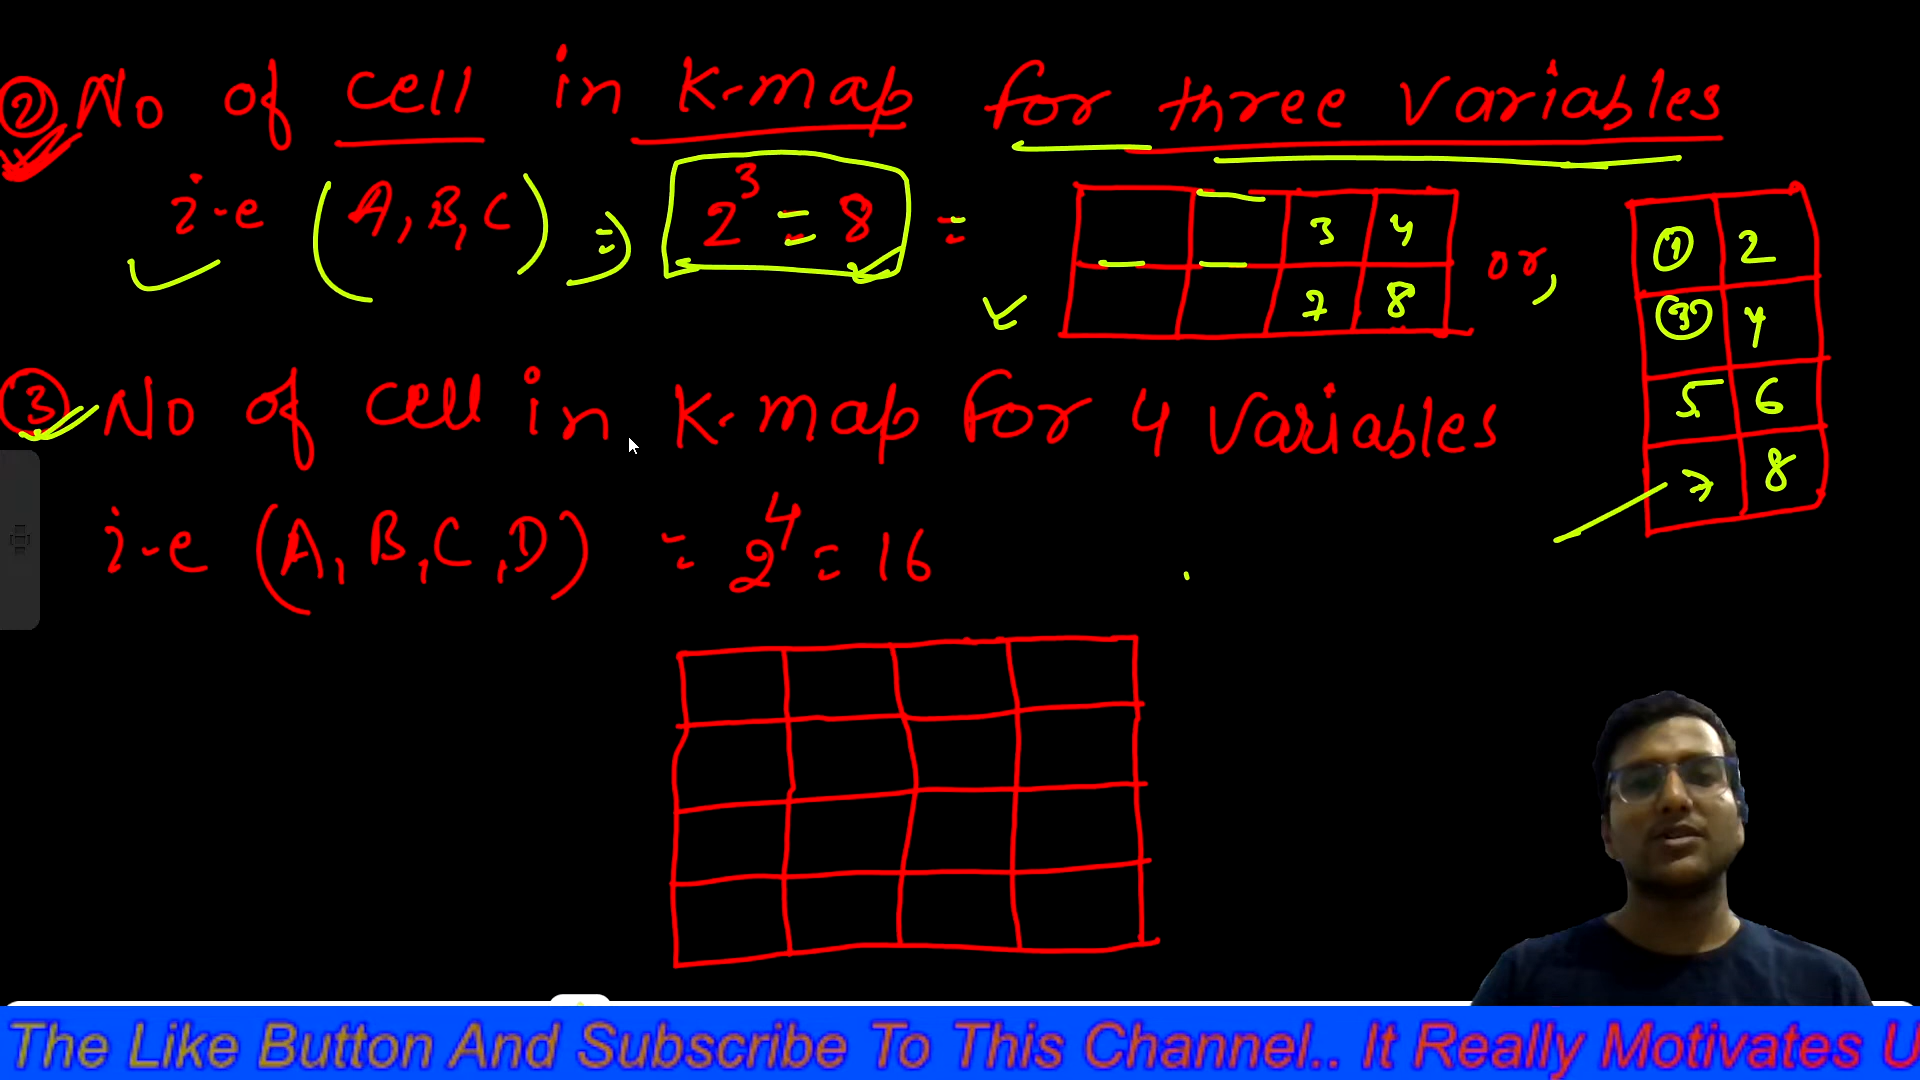 ② No of cell in K-map for three variables
i-e (A, B, C) ⇒ 2³ = 8 = 3 4 7 8 or, ① 2 ③ 4 5 6 7 8
③ No of cell in K-map for 4 variables
i-e (A, B, C, D) = 2⁴ = 16
The Like Button And Subscribe To This Channel.. It Really Motivates U